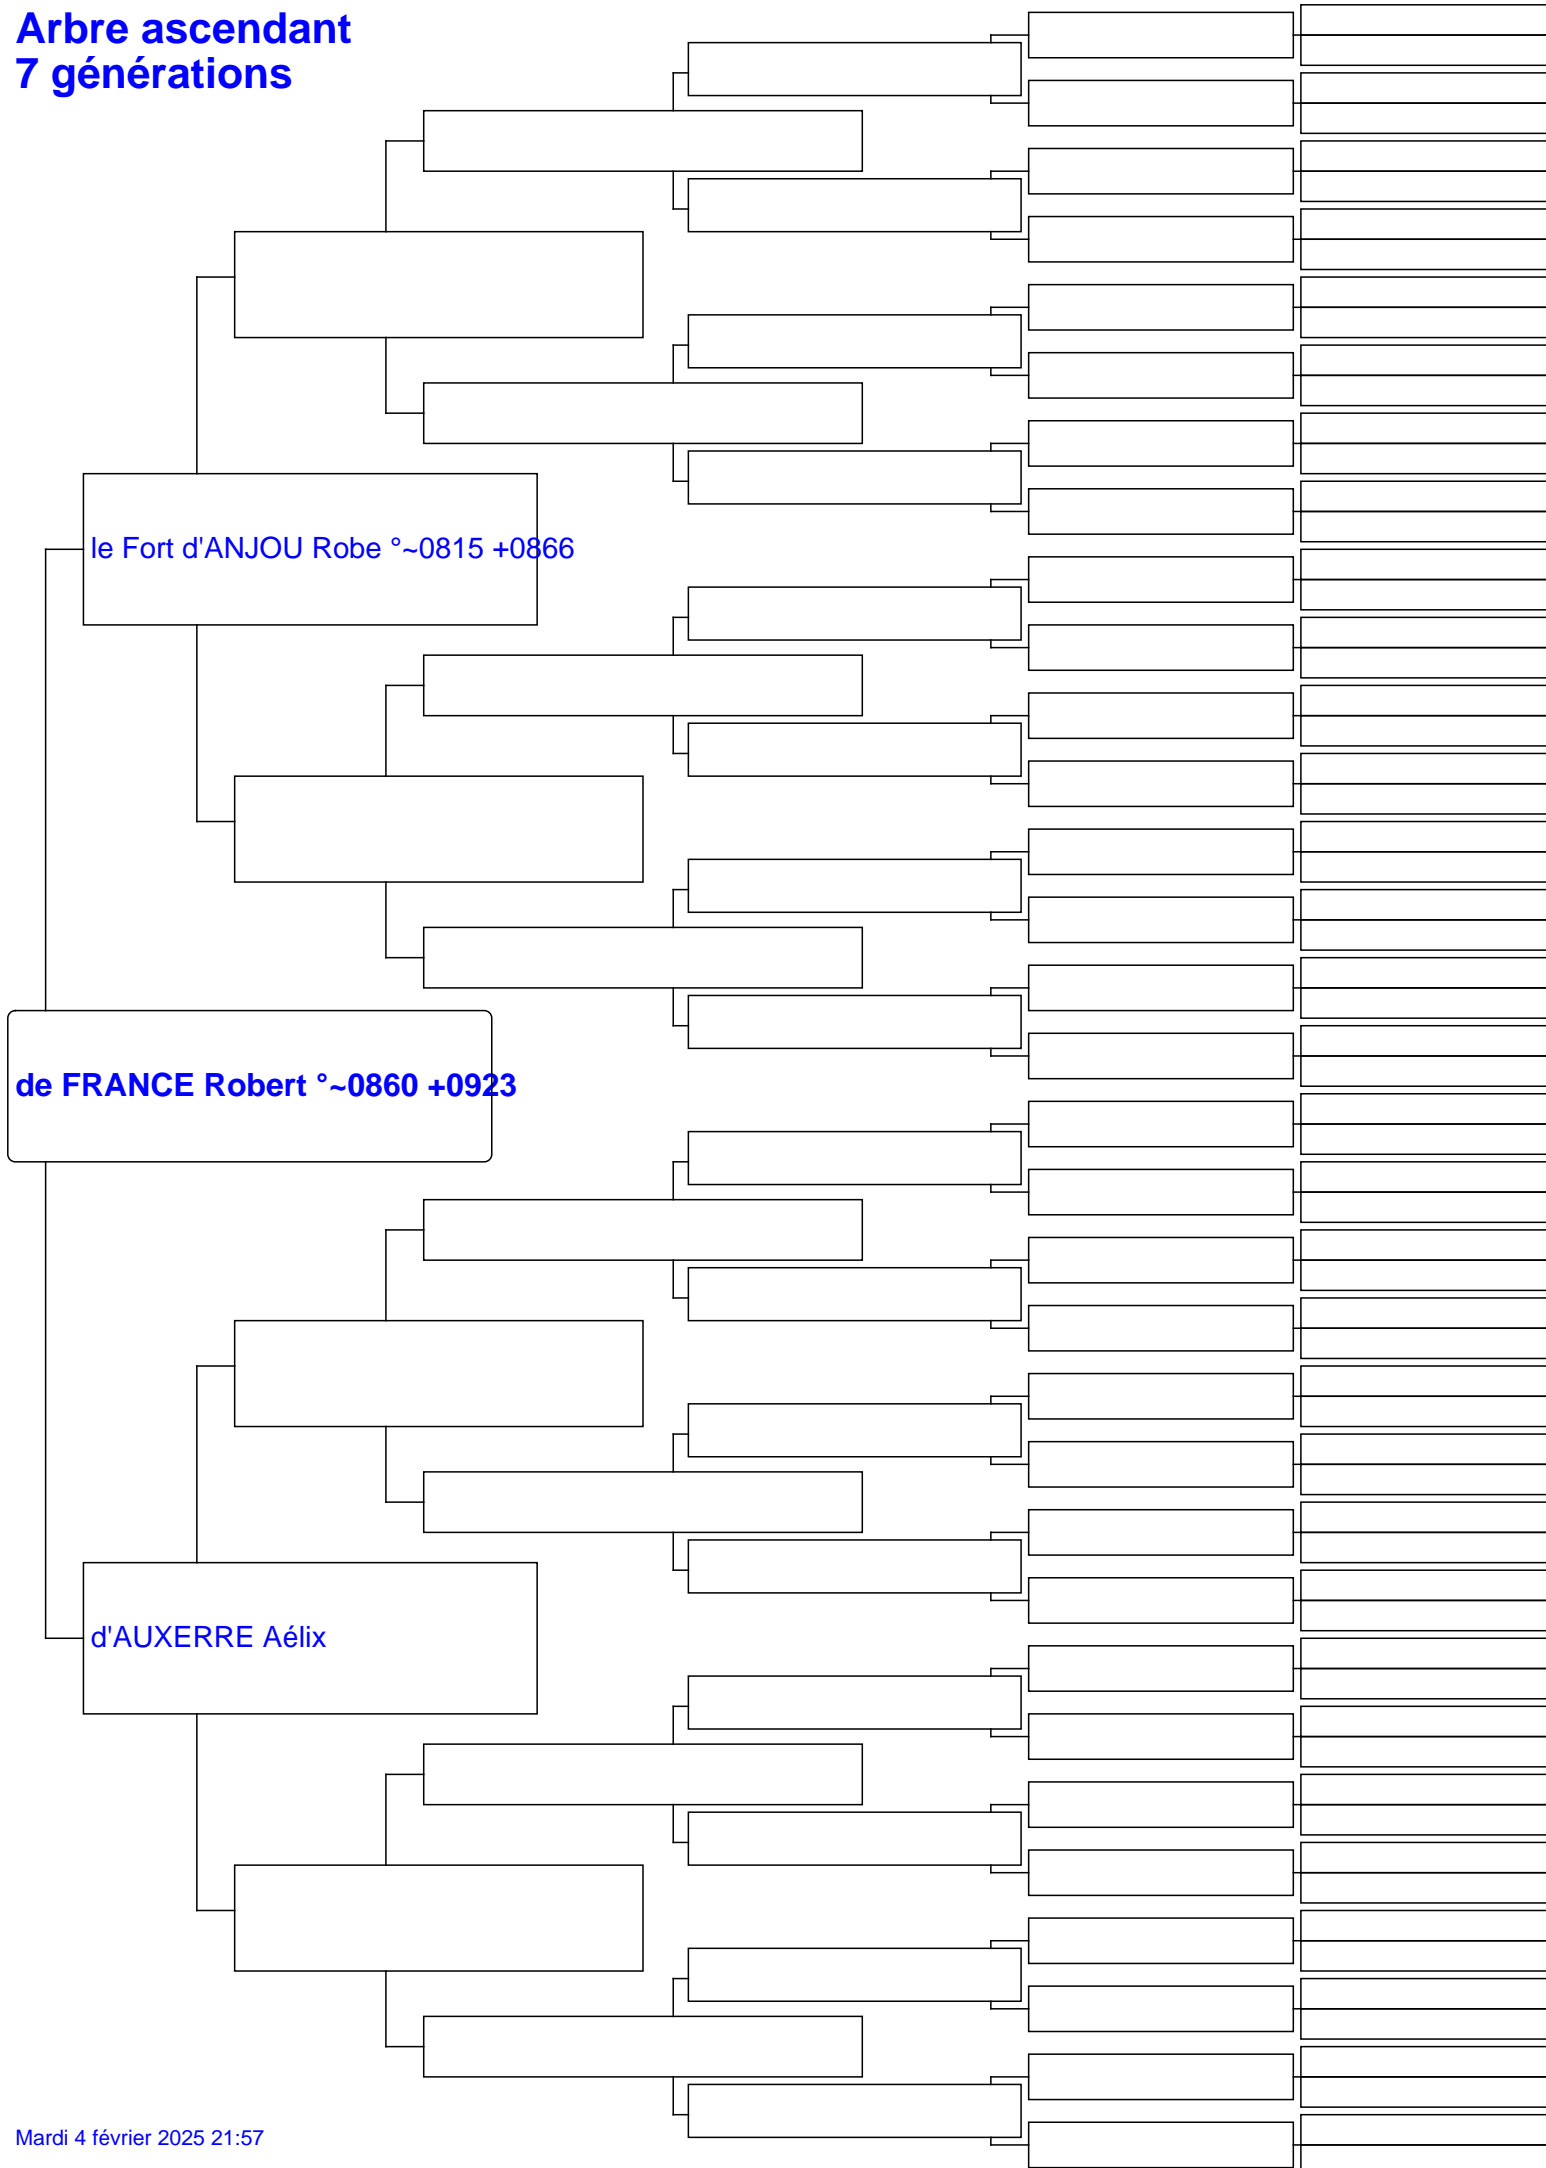 Arbre ascendant
7 générations
le Fort d'ANJOU Robe °~0815 +0866
de FRANCE Robert °~0860 +0923
d'AUXERRE Aélix
Mardi 4 février 2025 21:57